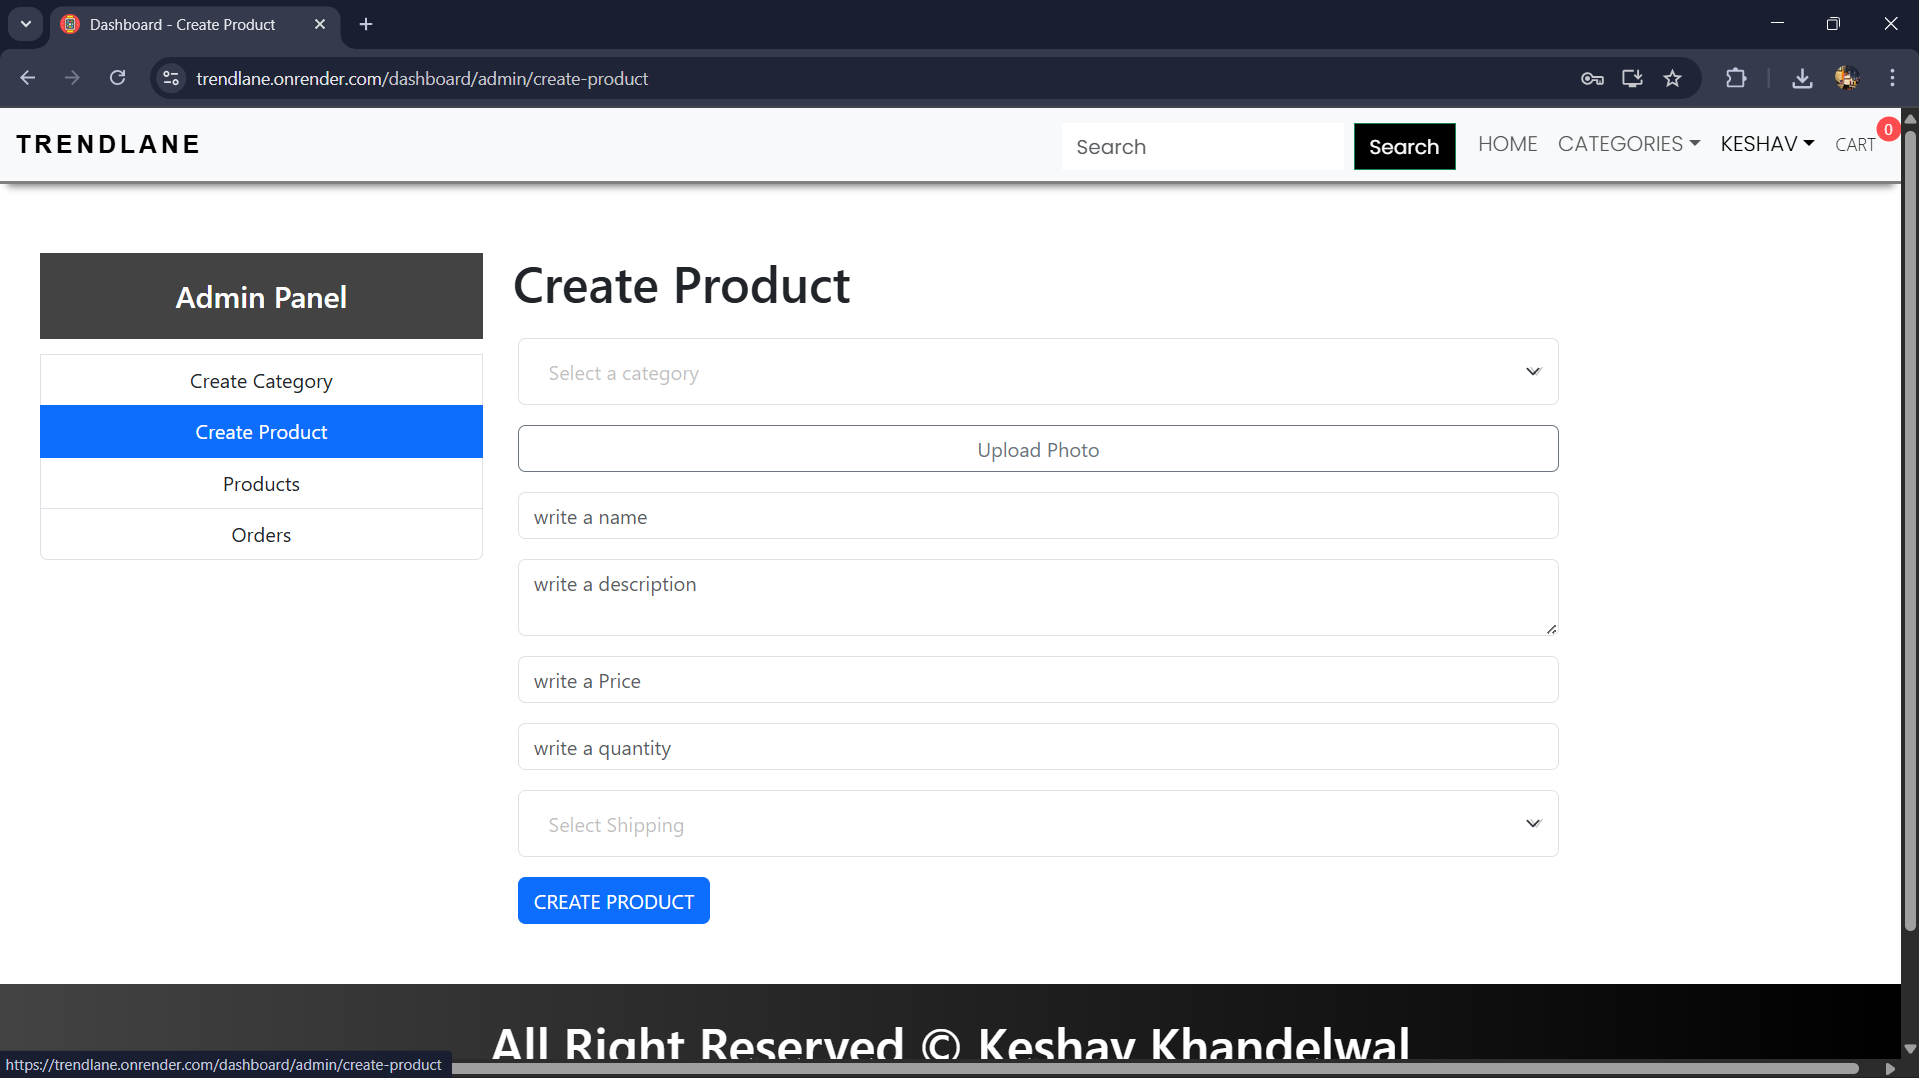 Dashboard - Create Product
trendlane.onrender.com/dashboard/admin/create-product
TRENDLANE
Search
Search
HOME
CATEGORIES
KESHAV
CART
0
Admin Panel
Create Category
Create Product
Products
Orders
Create Product
Select a category
Upload Photo
write a name
write a description
write a Price
write a quantity
Select Shipping
CREATE PRODUCT
All Right Reserved © Keshav Khandelwal
https://trendlane.onrender.com/dashboard/admin/create-product